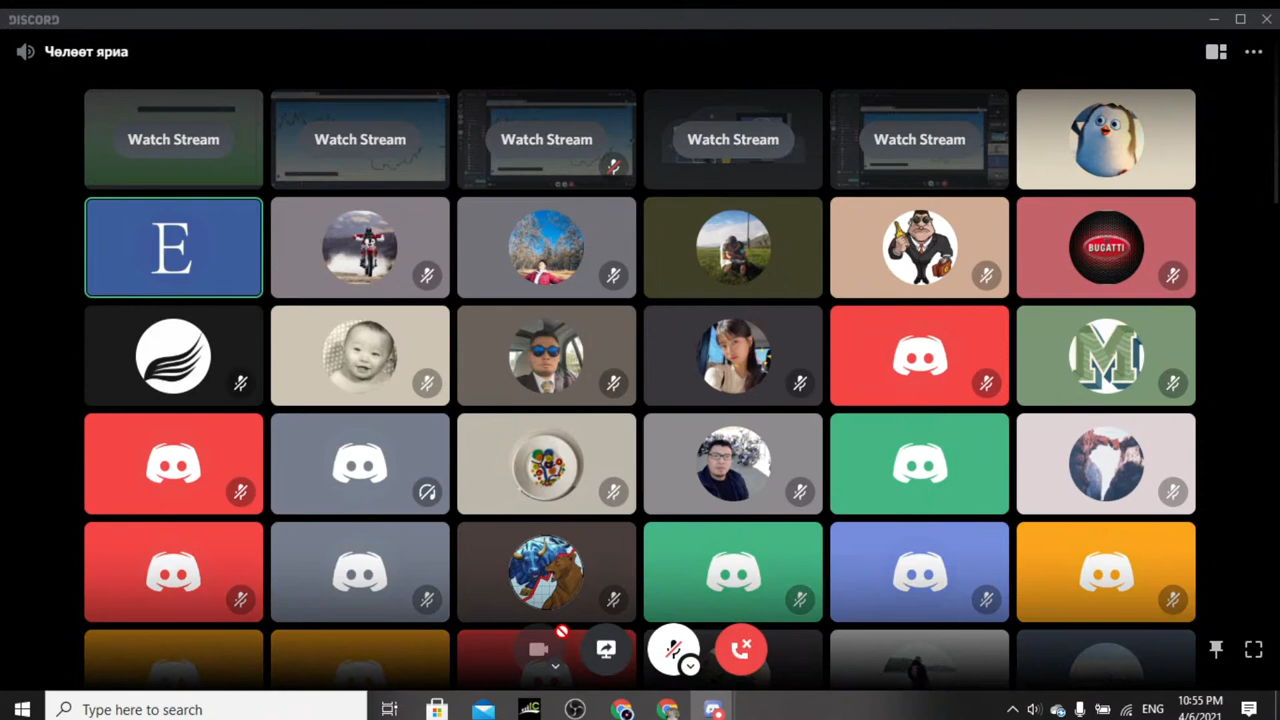 DISCORD
Чөлөөт яриа
Watch Stream
Watch Stream
Watch Stream
Watch Stream
Watch Stream
E
BUGATTI
M
Type here to search
ENG
10:55 PM
4/6/2021